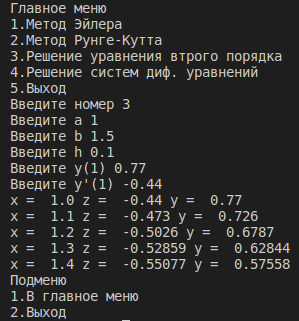 Главное меню
1.Метод Эйлера
2.Метод Рунге-Кутта
3.Решение уравнения втрого порядка
4.Решение систем диф. уравнений
5.Выход
Введите номер 3
Введите a 1
Введите b 1.5
Введите h 0.1
Введите y(1) 0.77
Введите y'(1) -0.44
x =  1.0 z =  -0.44 y =  0.77
x =  1.1 z =  -0.473 y =  0.726
x =  1.2 z =  -0.5026 y =  0.6787
x =  1.3 z =  -0.52859 y =  0.62844
x =  1.4 z =  -0.55077 y =  0.57558
Подменю
1.В главное меню
2.Выход